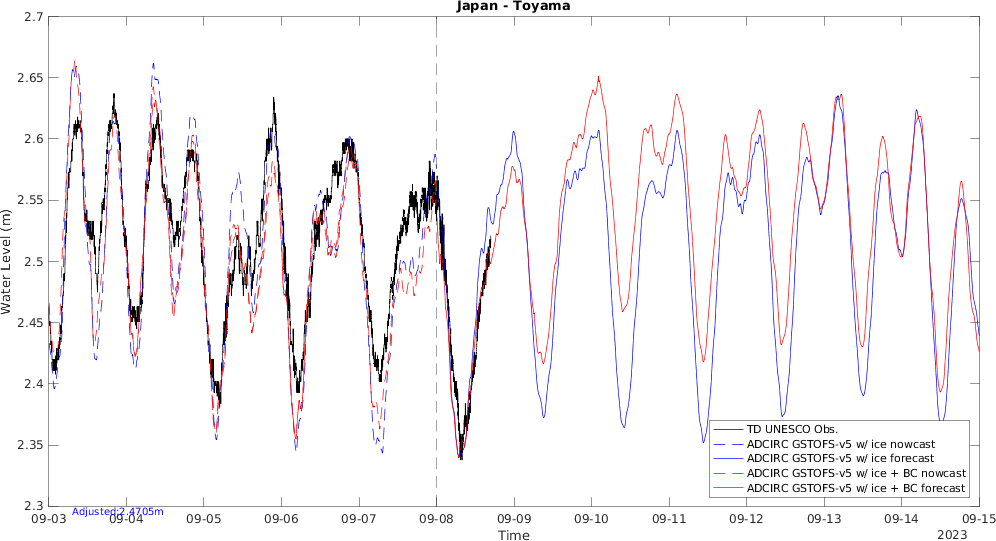 Japan - Toyama
2.7
2.65
2.6
2.55
2.5
2.45
2.4
2.35
2.3
Water Level (m)
TD UNESCO Obs.
ADCIRC GSTOFS-v5 w/ ice nowcast
ADCIRC GSTOFS-v5 w/ ice forecast
ADCIRC GSTOFS-v5 w/ ice + BC nowcast
ADCIRC GSTOFS-v5 w/ ice + BC forecast
Adjusted:2.4705m
09-03 09-04 09-05 09-06 09-07 09-08 09-09 09-10 09-11 09-12 09-13 09-14 09-15
Time
2023